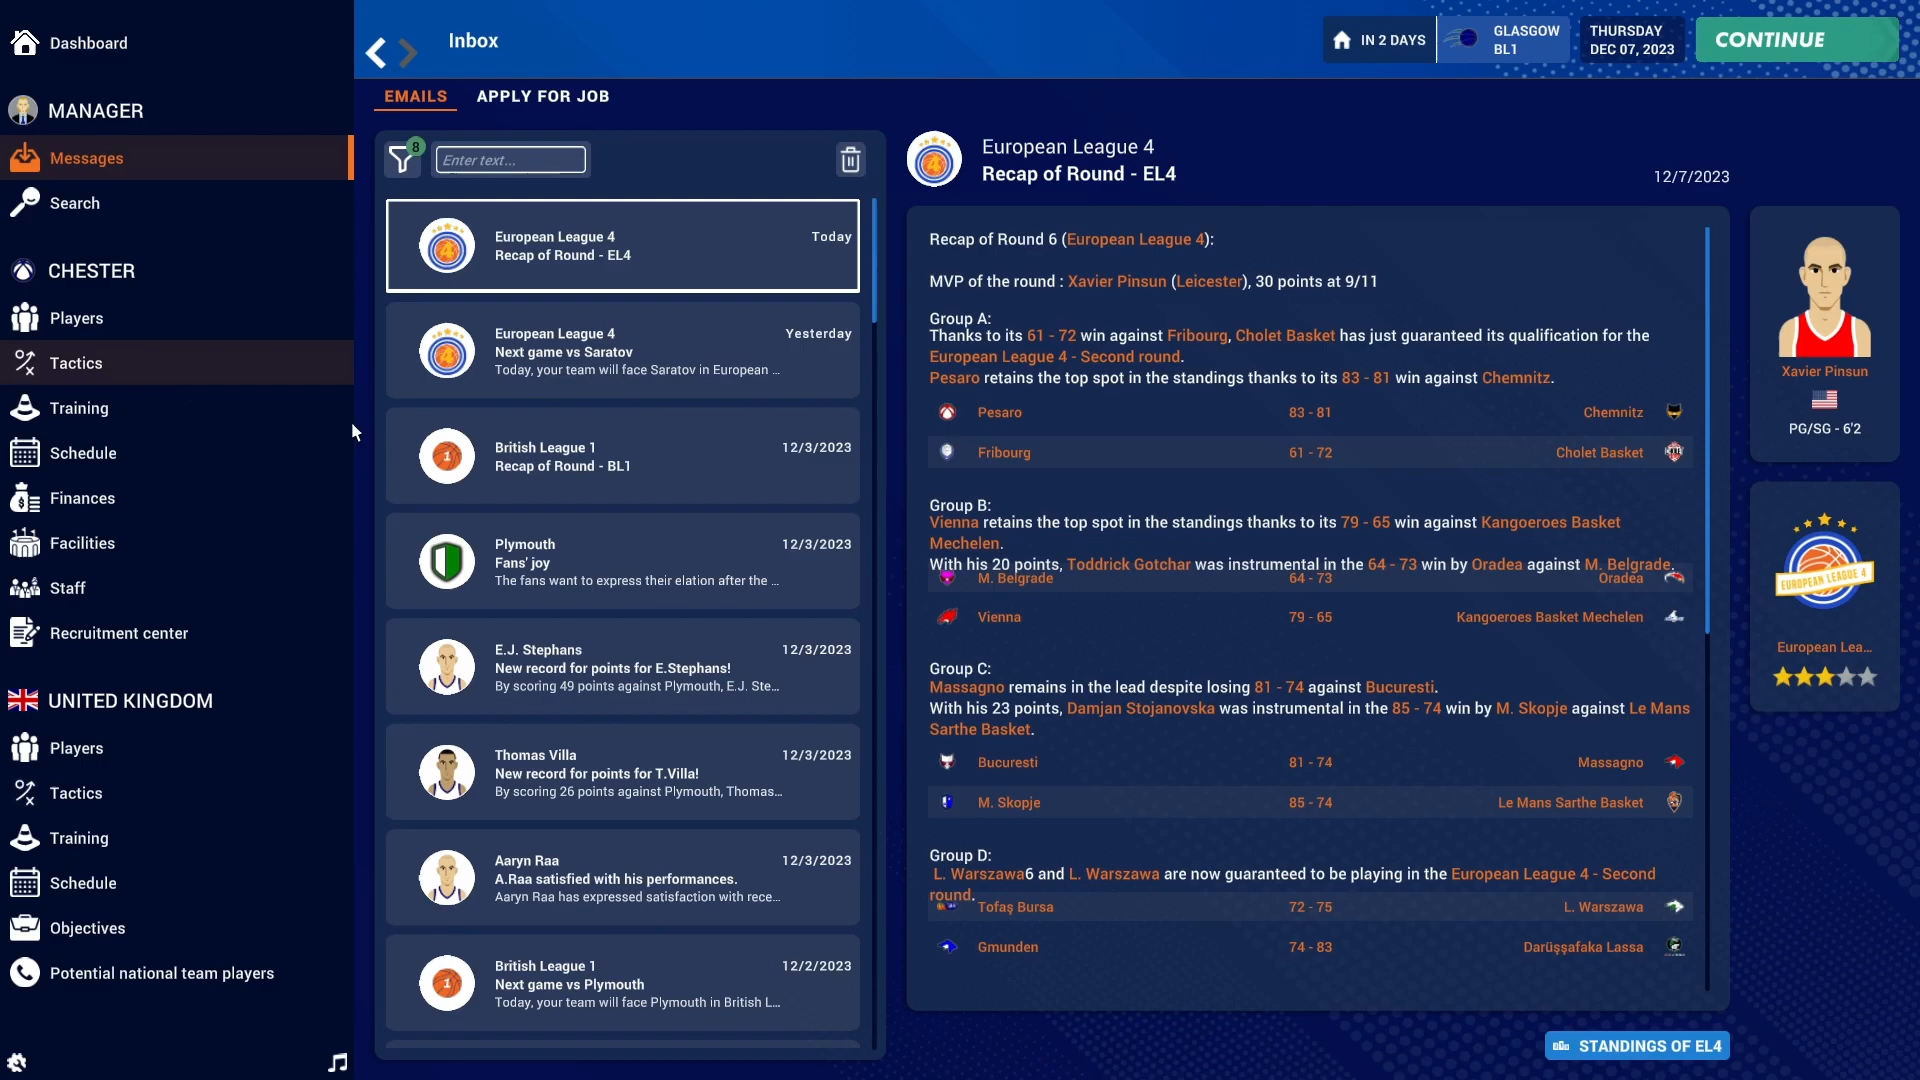 Dashboard
MANAGER
Messages
Search
CHESTER
Players
Tactics
Training
Schedule
Finances
Facilities
Staff
Recruitment center
UNITED KINGDOM
Players
Tactics
Training
Schedule
Objectives
Potential national team players
Inbox
IN 2 DAYS
GLASGOW
BL1
THURSDAY
DEC 07, 2023
CONTINUE
EMAILS APPLY FOR JOB
8
Enter text...
European League 4 Today
Recap of Round - EL4
European League 4 Yesterday
Next game vs Saratov
Today, your team will face Saratov in European ...
British League 1 12/3/2023
Recap of Round - BL1
Plymouth 12/3/2023
Fans' joy
The fans want to express their elation after the ...
E.J. Stephans 12/3/2023
New record for points for E.Stephans!
By scoring 49 points against Plymouth, E.J. Ste...
Thomas Villa 12/3/2023
New record for points for T.Villa!
By scoring 26 points against Plymouth, Thomas...
Aaryn Raa 12/3/2023
A.Raa satisfied with his performances.
Aaryn Raa has expressed satisfaction with rece...
British League 1 12/2/2023
Next game vs Plymouth
Today, your team will face Plymouth in British L...
European League 4
Recap of Round - EL4
12/7/2023
Recap of Round 6 (European League 4):
MVP of the round : Xavier Pinsun (Leicester), 30 points at 9/11
Group A:
Thanks to its 61 - 72 win against Fribourg, Cholet Basket has just guaranteed its qualification for the
European League 4 - Second round.
Pesaro retains the top spot in the standings thanks to its 83 - 81 win against Chemnitz.
Pesaro 83 - 81 Chemnitz
Fribourg 61 - 72 Cholet Basket
Group B:
Vienna retains the top spot in the standings thanks to its 79 - 65 win against Kangoeroes Basket
Mechelen.
With his 20 points, Toddrick Gotchar was instrumental in the 64 - 73 win by Oradea against M. Belgrade.
M. Belgrade 64 - 73 Oradea
Vienna 79 - 65 Kangoeroes Basket Mechelen
Group C:
Massagno remains in the lead despite losing 81 - 74 against Bucuresti.
With his 23 points, Damjan Stojanovska was instrumental in the 85 - 74 win by M. Skopje against Le Mans
Sarthe Basket.
Bucuresti 81 - 74 Massagno
M. Skopje 85 - 74 Le Mans Sarthe Basket
Group D:
L. Warszawa6 and L. Warszawa are now guaranteed to be playing in the European League 4 - Second
round.
Tofaş Bursa 72 - 75 L. Warszawa
Gmunden 74 - 83 Darüşşafaka Lassa
STANDINGS OF EL4
Xavier Pinsun
PG/SG - 6'2
EUROPEAN LEAGUE 4
European Lea...